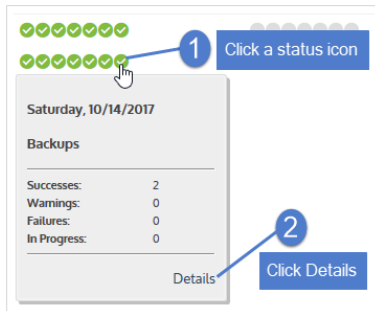 1
Click a status icon
Saturday, 10/14/2017
Backups
Successes: 2
Warnings: 0
Failures: 0
In Progress: 0
2
Details
Click Details